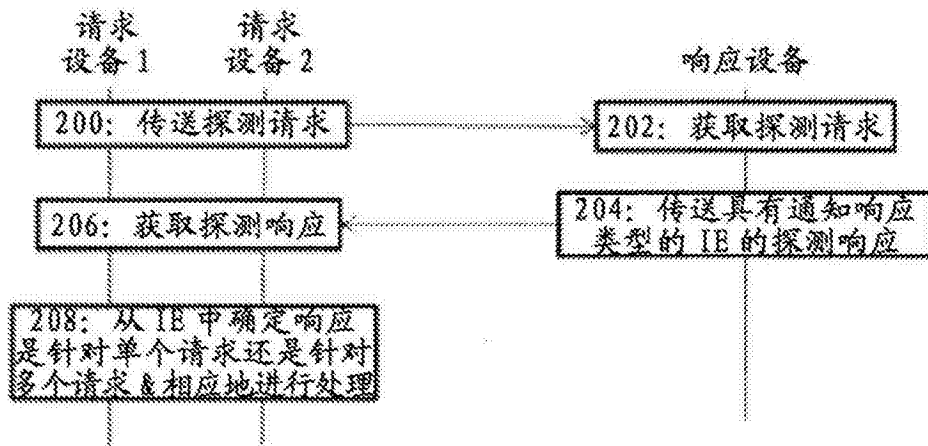 请求
设备1
请求
设备2
响应设备
200: 传送探测请求
202: 获取探测请求
204: 传送具有通知响应
类型的IE的探测响应
206: 获取探测响应
208: 从IE中确定响应
是针对单个请求还是针对
多个请求&相应地进行处理